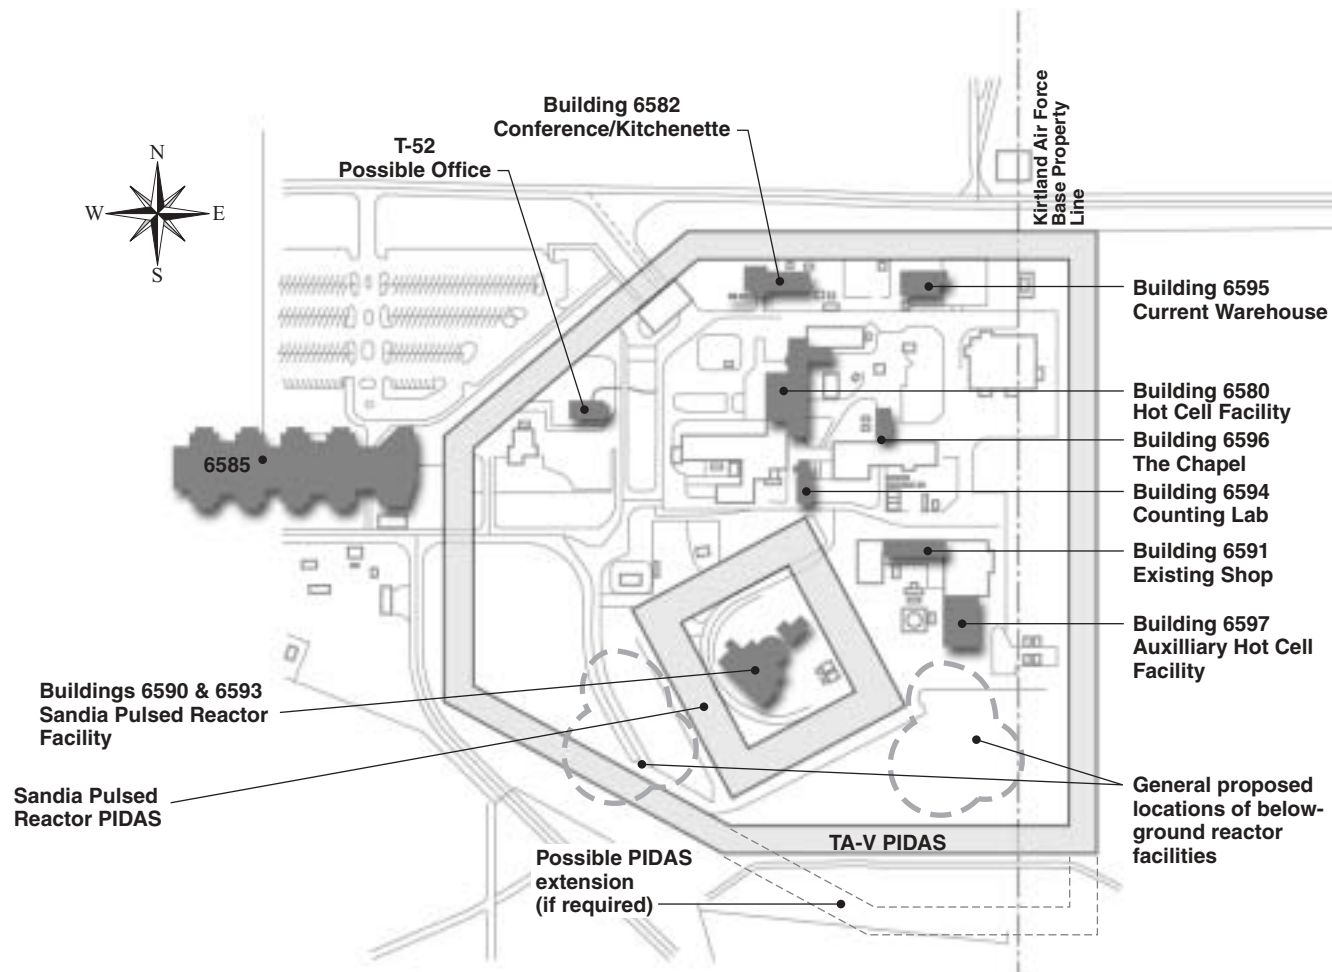 Building 6582
Conference/Kitchenette
T-52
Possible Office
Kirtland Air Force
Base Property
Line
N
W
E
S
Building 6595
Current Warehouse
Building 6580
Hot Cell Facility
Building 6596
The Chapel
6585
Building 6594
Counting Lab
Building 6591
Existing Shop
Building 6597
Auxilliary Hot Cell
Facility
Buildings 6590 & 6593
Sandia Pulsed Reactor
Facility
Sandia Pulsed
Reactor PIDAS
General proposed
locations of below-
ground reactor
facilities
TA-V PIDAS
Possible PIDAS
extension
(if required)